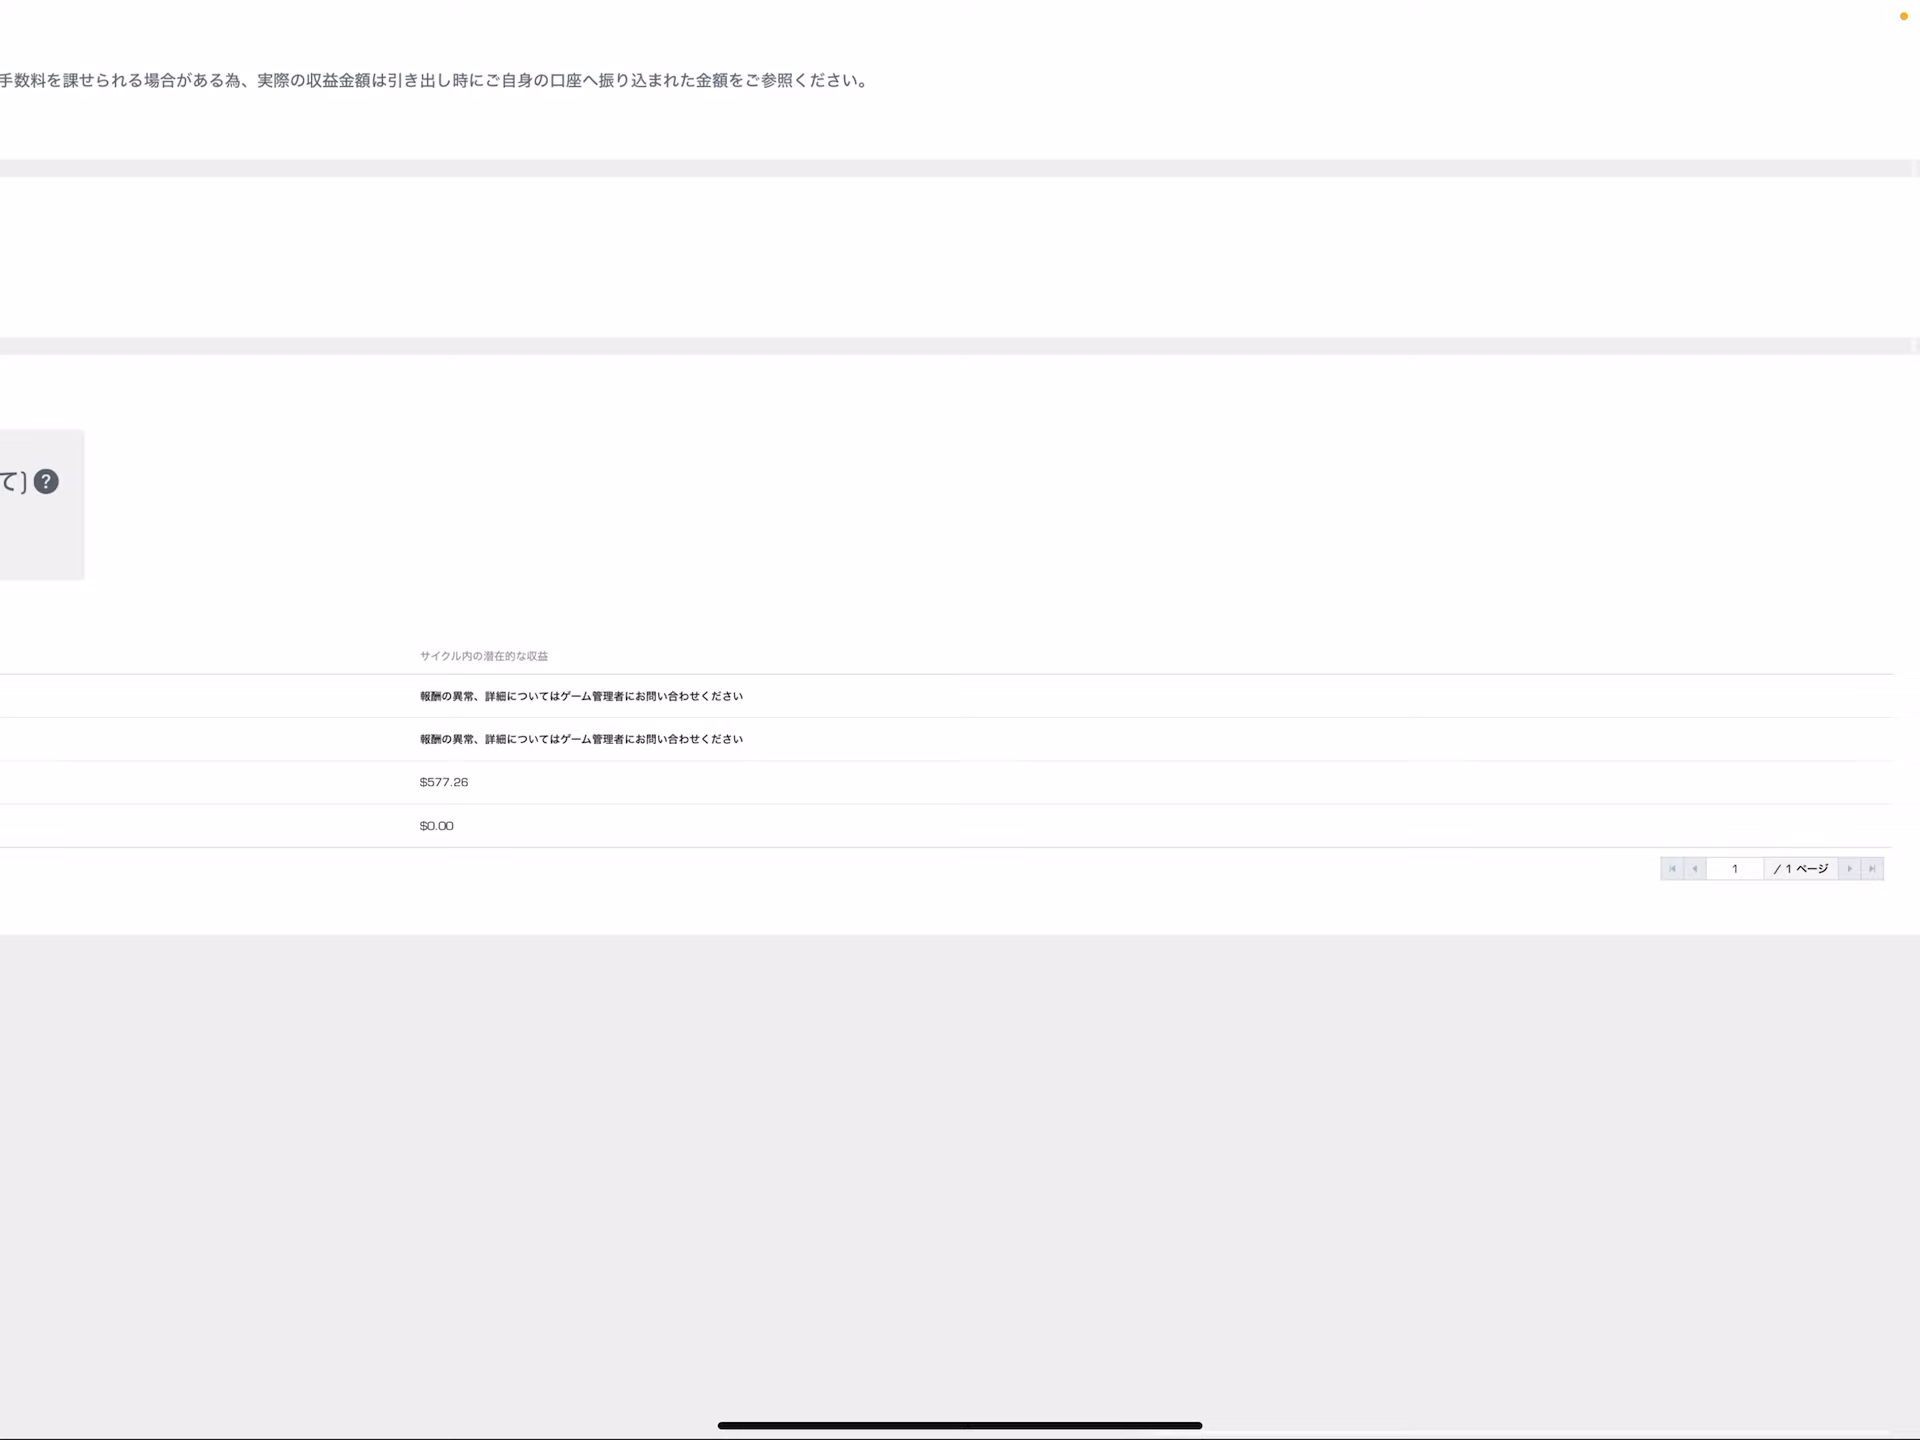 手数料を課せられる場合がある為、実際の収益金額は引き出し時にご自身の口座へ振り込まれた金額をご参照ください。
て) ?
サイクル内の潜在的な収益
報酬の異常、詳細についてはゲーム管理者にお問い合わせください
報酬の異常、詳細についてはゲーム管理者にお問い合わせください
$577.26
$0.00
1 / 1 ページ